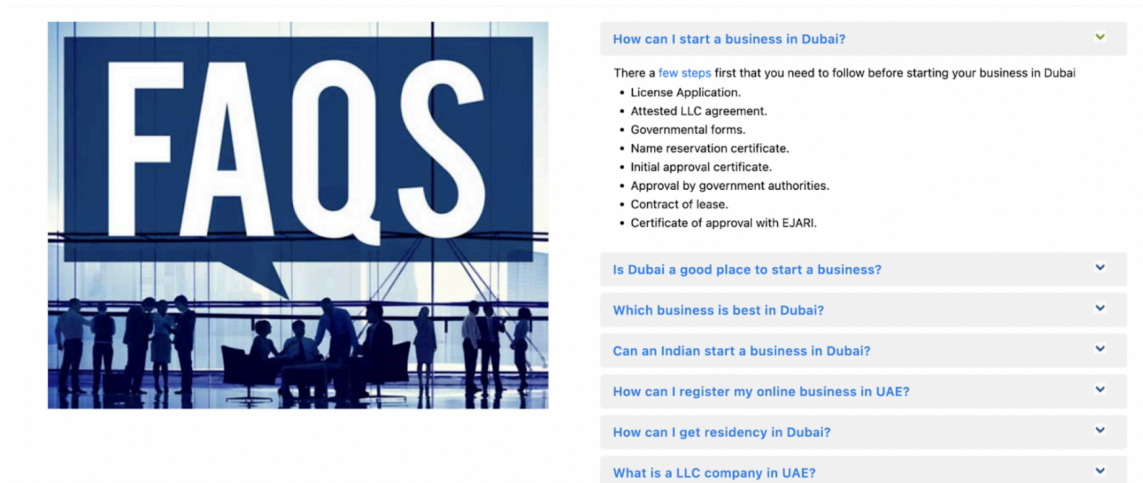 FAQS
How can I start a business in Dubai?
There a few steps first that you need to follow before starting your business in Dubai
• License Application.
• Attested LLC agreement.
• Governmental forms.
• Name reservation certificate.
• Initial approval certificate.
• Approval by government authorities.
• Contract of lease.
• Certificate of approval with EJARI.
Is Dubai a good place to start a business?
Which business is best in Dubai?
Can an Indian start a business in Dubai?
How can I register my online business in UAE?
How can I get residency in Dubai?
What is a LLC company in UAE?